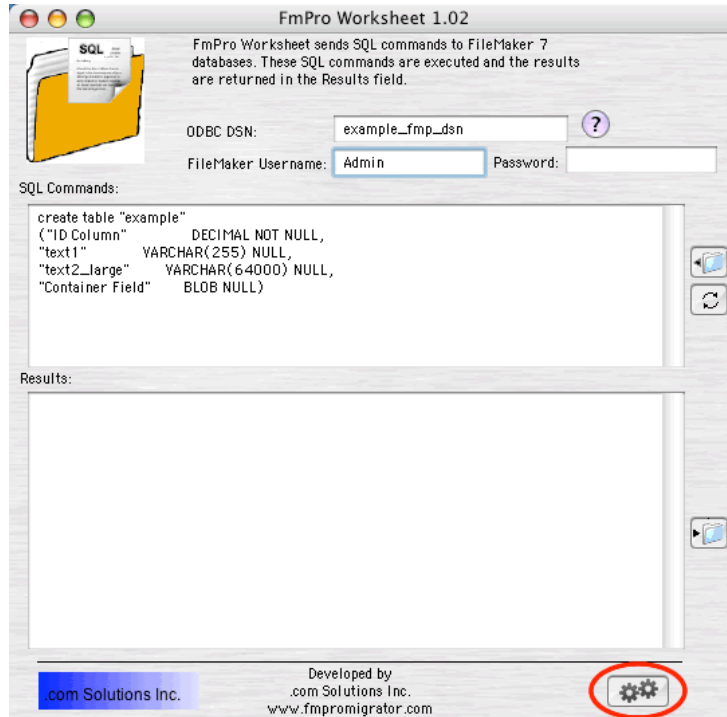 FmPro Worksheet 1.02
SQL
FmPro Worksheet sends SQL commands to FileMaker 7
databases. These SQL commands are executed and the results
are returned in the Results field.
ODBC DSN: example_fmp_dsn ?
FileMaker Username: Admin Password:
SQL Commands:
create table "example"
("ID Column" DECIMAL NOT NULL,
"text1" VARCHAR(255) NULL,
"text2_large" VARCHAR(64000) NULL,
"Container Field" BLOB NULL)
Results:
.com Solutions Inc.
Developed by
.com Solutions Inc.
www.fmpromigrator.com